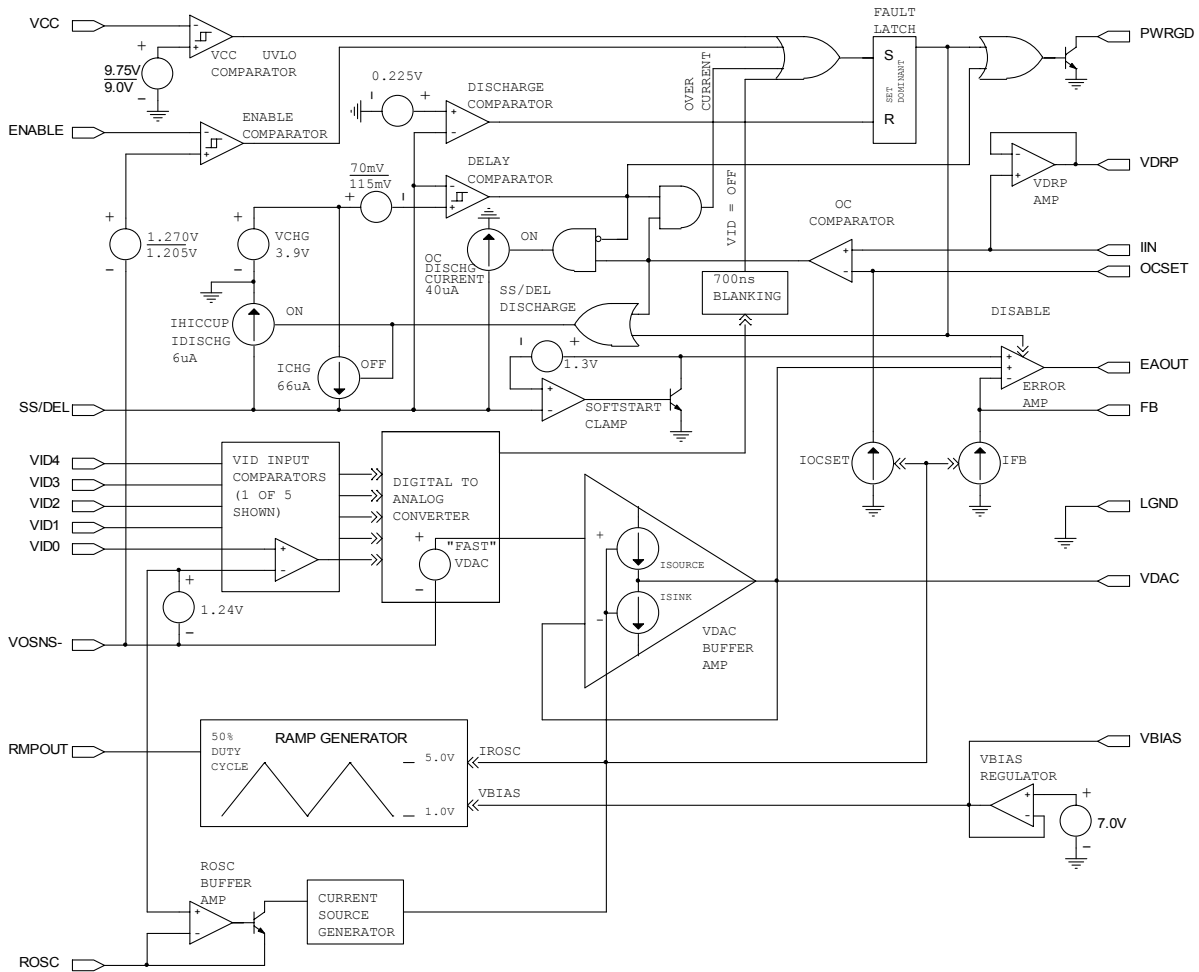 VCC
VCC UVLO
COMPARATOR
9.75V
9.0V
0.225V
DISCHARGE
COMPARATOR
OVER
CURRENT
FAULT
LATCH
S
SET
DOMINANT
R
PWRGD
ENABLE
ENABLE
COMPARATOR
70mV
115mV
DELAY
COMPARATOR
VID = OFF
OC
COMPARATOR
VDRP
AMP
VDRP
1.270V
1.205V
VCHG
3.9V
OC
DISCHG
CURRENT
40uA
ON
SS/DEL
DISCHARGE
700ns
BLANKING
IIN
OCSET
IHICCUP
IDISCHG
6uA
ON
ICHG
66uA
OFF
1.3V
DISABLE
ERROR
AMP
EAOUT
SS/DEL
SOFTSTART
CLAMP
FB
VID4
VID3
VID2
VID1
VID0
VID INPUT
COMPARATORS
(1 OF 5
SHOWN)
DIGITAL TO
ANALOG
CONVERTER
"FAST"
VDAC
IOCSET
IFB
LGND
ISOURCE
ISINK
VDAC
BUFFER
AMP
VDAC
1.24V
VOSNS-
RMPOUT
50%
DUTY
CYCLE
RAMP GENERATOR
5.0V
1.0V
IROSC
VBIAS
VBIAS
REGULATOR
VBIAS
7.0V
ROSC
BUFFER
AMP
CURRENT
SOURCE
GENERATOR
ROSC